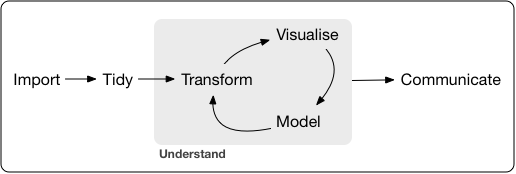 Visualise
Import Tidy Transform Communicate
Model
Understand